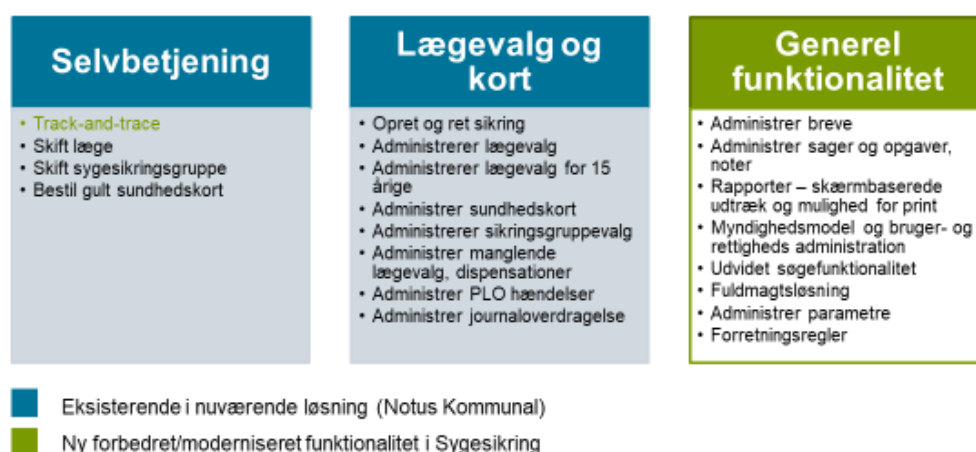 Selvbetjening
• Track-and-trace
• Skift læge
• Skift sygesikringsgruppe
• Bestil gult sundhedskort
Lægevalg og
kort
• Opret og ret sikring
• Administrerer lægevalg
• Administrerer lægevalg for 15
årige
• Administrer sundhedskort
• Administrerer sikringsgruppevalg
• Administrer manglende
lægevalg, dispensationer
• Administrer PLO hændelser
• Administrer journaloverdragelse
Generel
funktionalitet
• Administrer breve
• Administrer sager og opgaver,
noter
• Rapporter – skærmbaserede
udtræk og mulighed for print
• Myndighedsmodel og bruger- og
rettigheds administration
• Udvidet søgefunktionalitet
• Fuldmagtsløsning
• Administrer parametre
• Forretningsregler
Eksisterende i nuværende løsning (Notus Kommunal)
Ny forbedret/moderniseret funktionalitet i Sygesikring